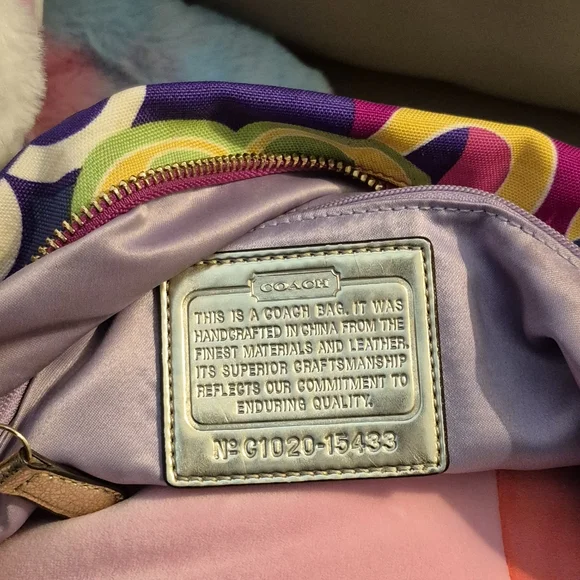 COACH
THIS IS A COACH BAG. IT WAS
HANDCRAFTED IN CHINA FROM THE
FINEST MATERIALS AND LEATHER.
ITS SUPERIOR CRAFTSMANSHIP
REFLECTS OUR COMMITMENT TO
ENDURING QUALITY.
Nº G1020-15433